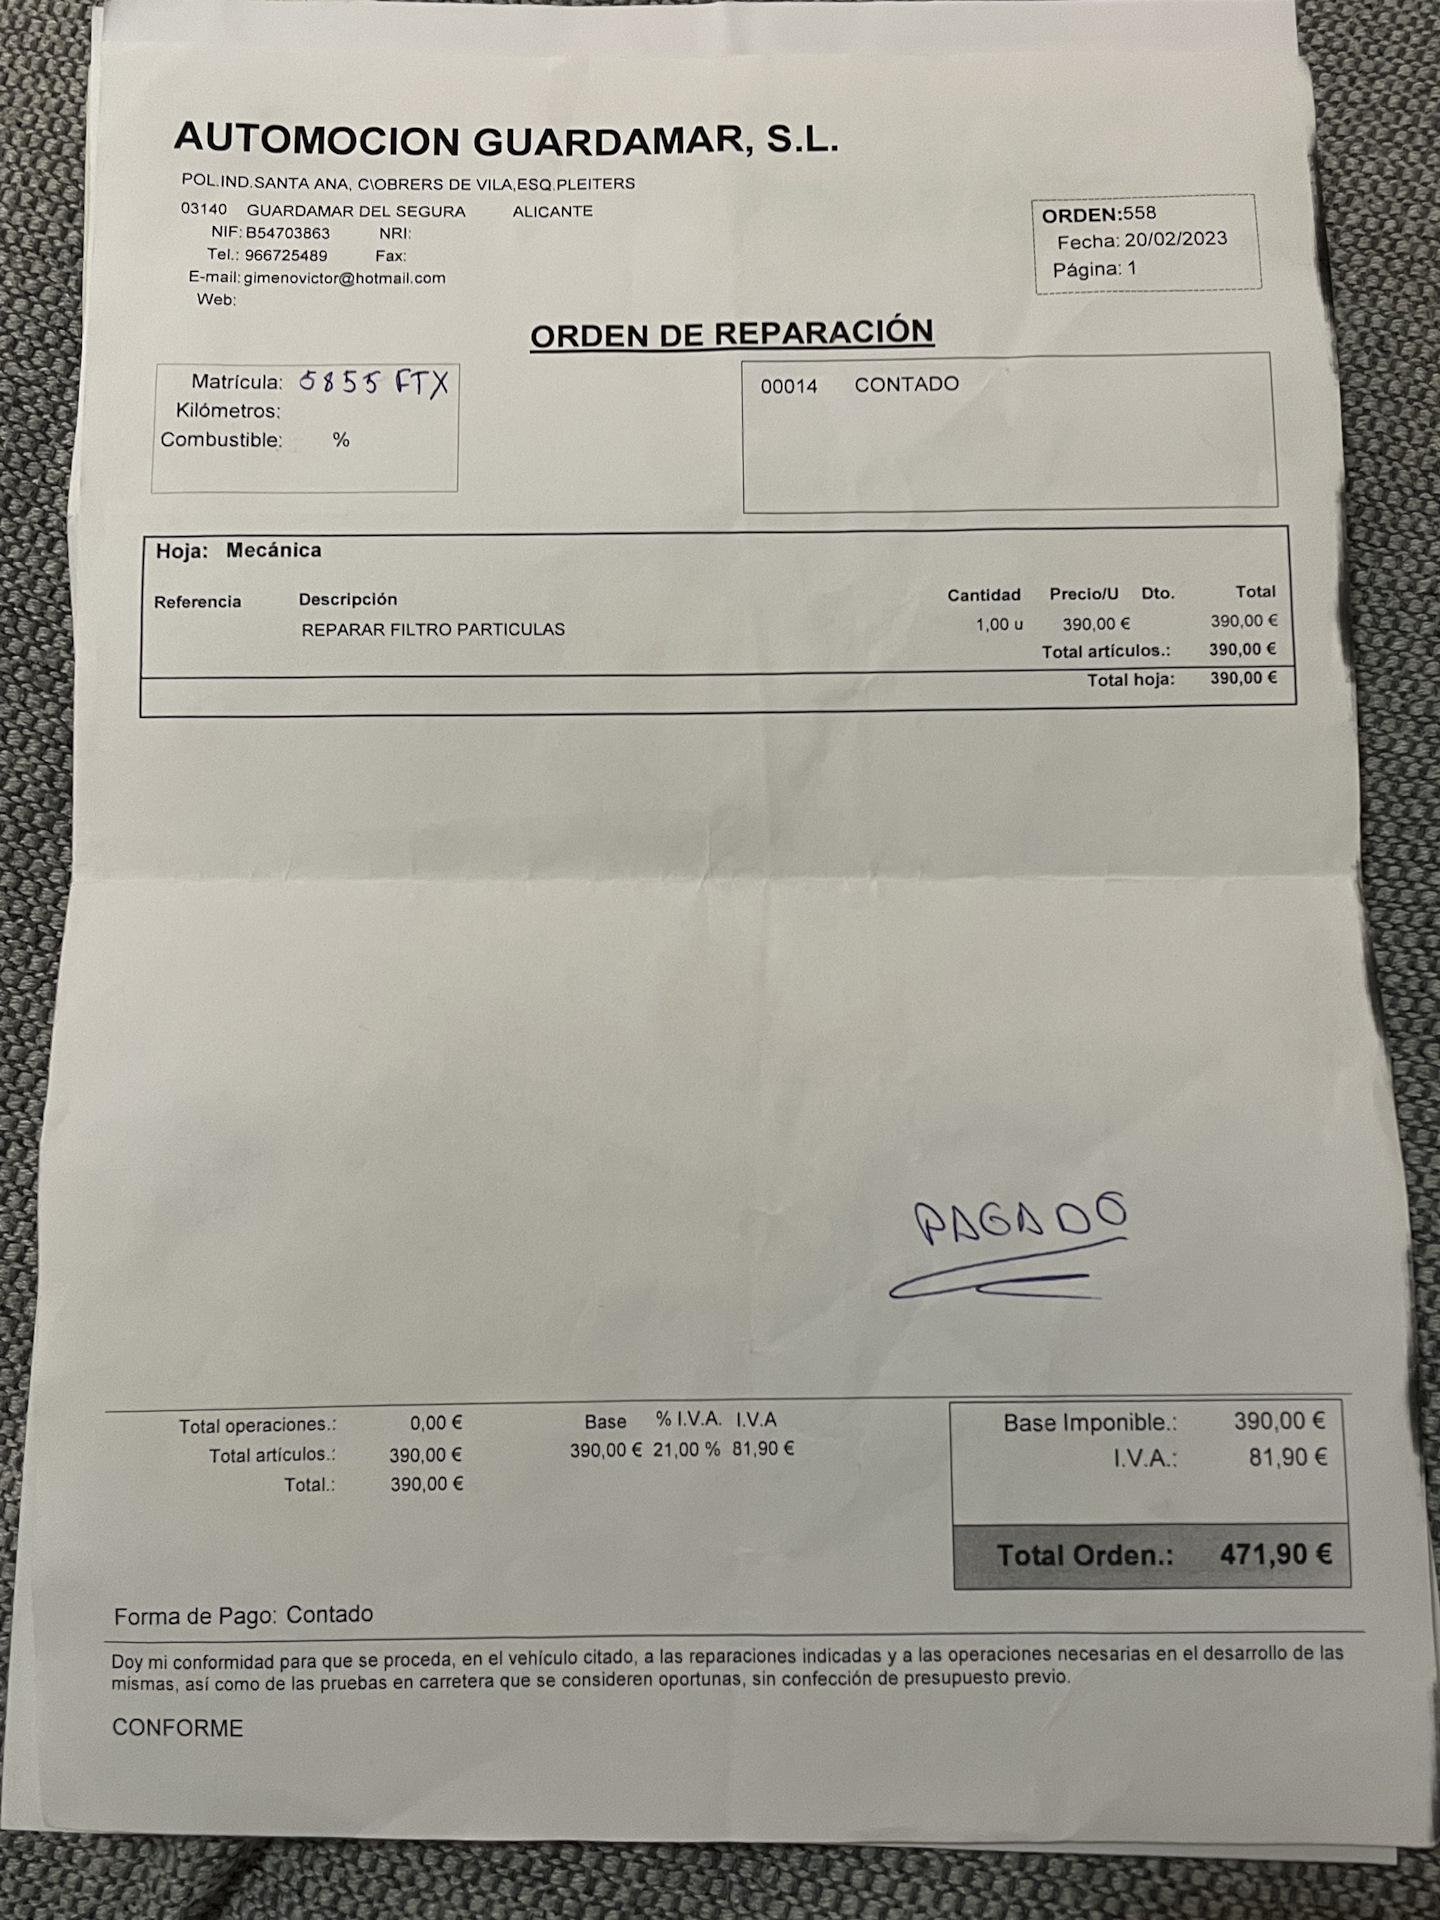 AUTOMOCION GUARDAMAR, S.L.
POL.IND.SANTA ANA, C\OBRERS DE VILA,ESQ.PLEITERS
03140 GUARDAMAR DEL SEGURA ALICANTE
NIF: B54703863 NRI:
Tel.: 966725489 Fax:
E-mail: gimenovictor@hotmail.com
Web:
ORDEN:558
Fecha: 20/02/2023
Página: 1
ORDEN DE REPARACIÓN
Matrícula: 5855 FTX
Kilómetros:
Combustible: %
00014 CONTADO
Hoja: Mecánica
Referencia Descripción Cantidad Precio/U Dto. Total
REPARAR FILTRO PARTICULAS 1,00 u 390,00 € 390,00 €
Total artículos.: 390,00 €
Total hoja: 390,00 €
PAGADO
Total operaciones.: 0,00 €
Total artículos.: 390,00 €
Total.: 390,00 €
Base % I.V.A. I.V.A
390,00 € 21,00 % 81,90 €
Base Imponible.: 390,00 €
I.V.A.: 81,90 €
Total Orden.: 471,90 €
Forma de Pago: Contado
Doy mi conformidad para que se proceda, en el vehículo citado, a las reparaciones indicadas y a las operaciones necesarias en el desarrollo de las
mismas, así como de las pruebas en carretera que se consideren oportunas, sin confección de presupuesto previo.
CONFORME